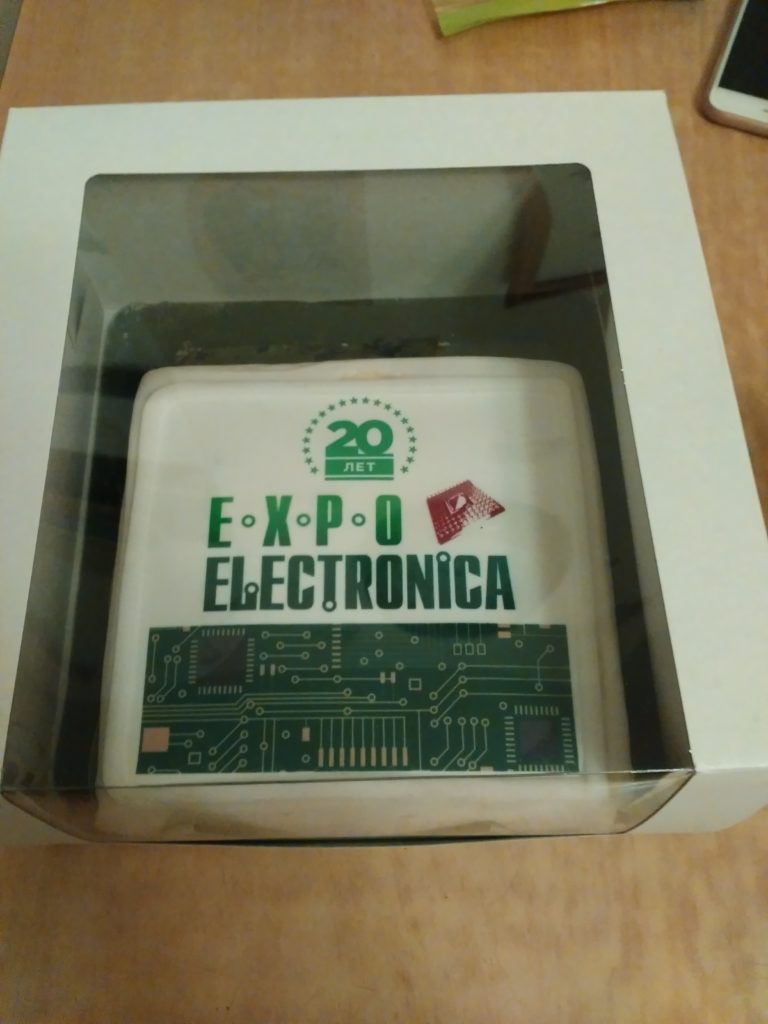 20
ЛЕТ
E·X·P·O
ELECTRONICA